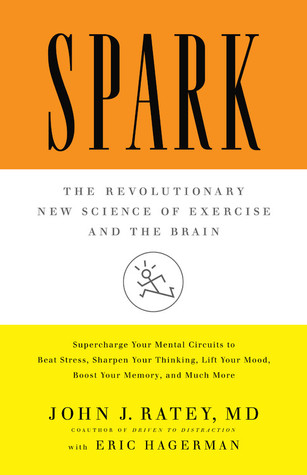 SPARK
THE REVOLUTIONARY
NEW SCIENCE OF EXERCISE
AND THE BRAIN
Supercharge Your Mental Circuits to
Beat Stress, Sharpen Your Thinking, Lift Your Mood,
Boost Your Memory, and Much More
JOHN J. RATEY, MD
COAUTHOR OF DRIVEN TO DISTRACTION
with ERIC HAGERMAN